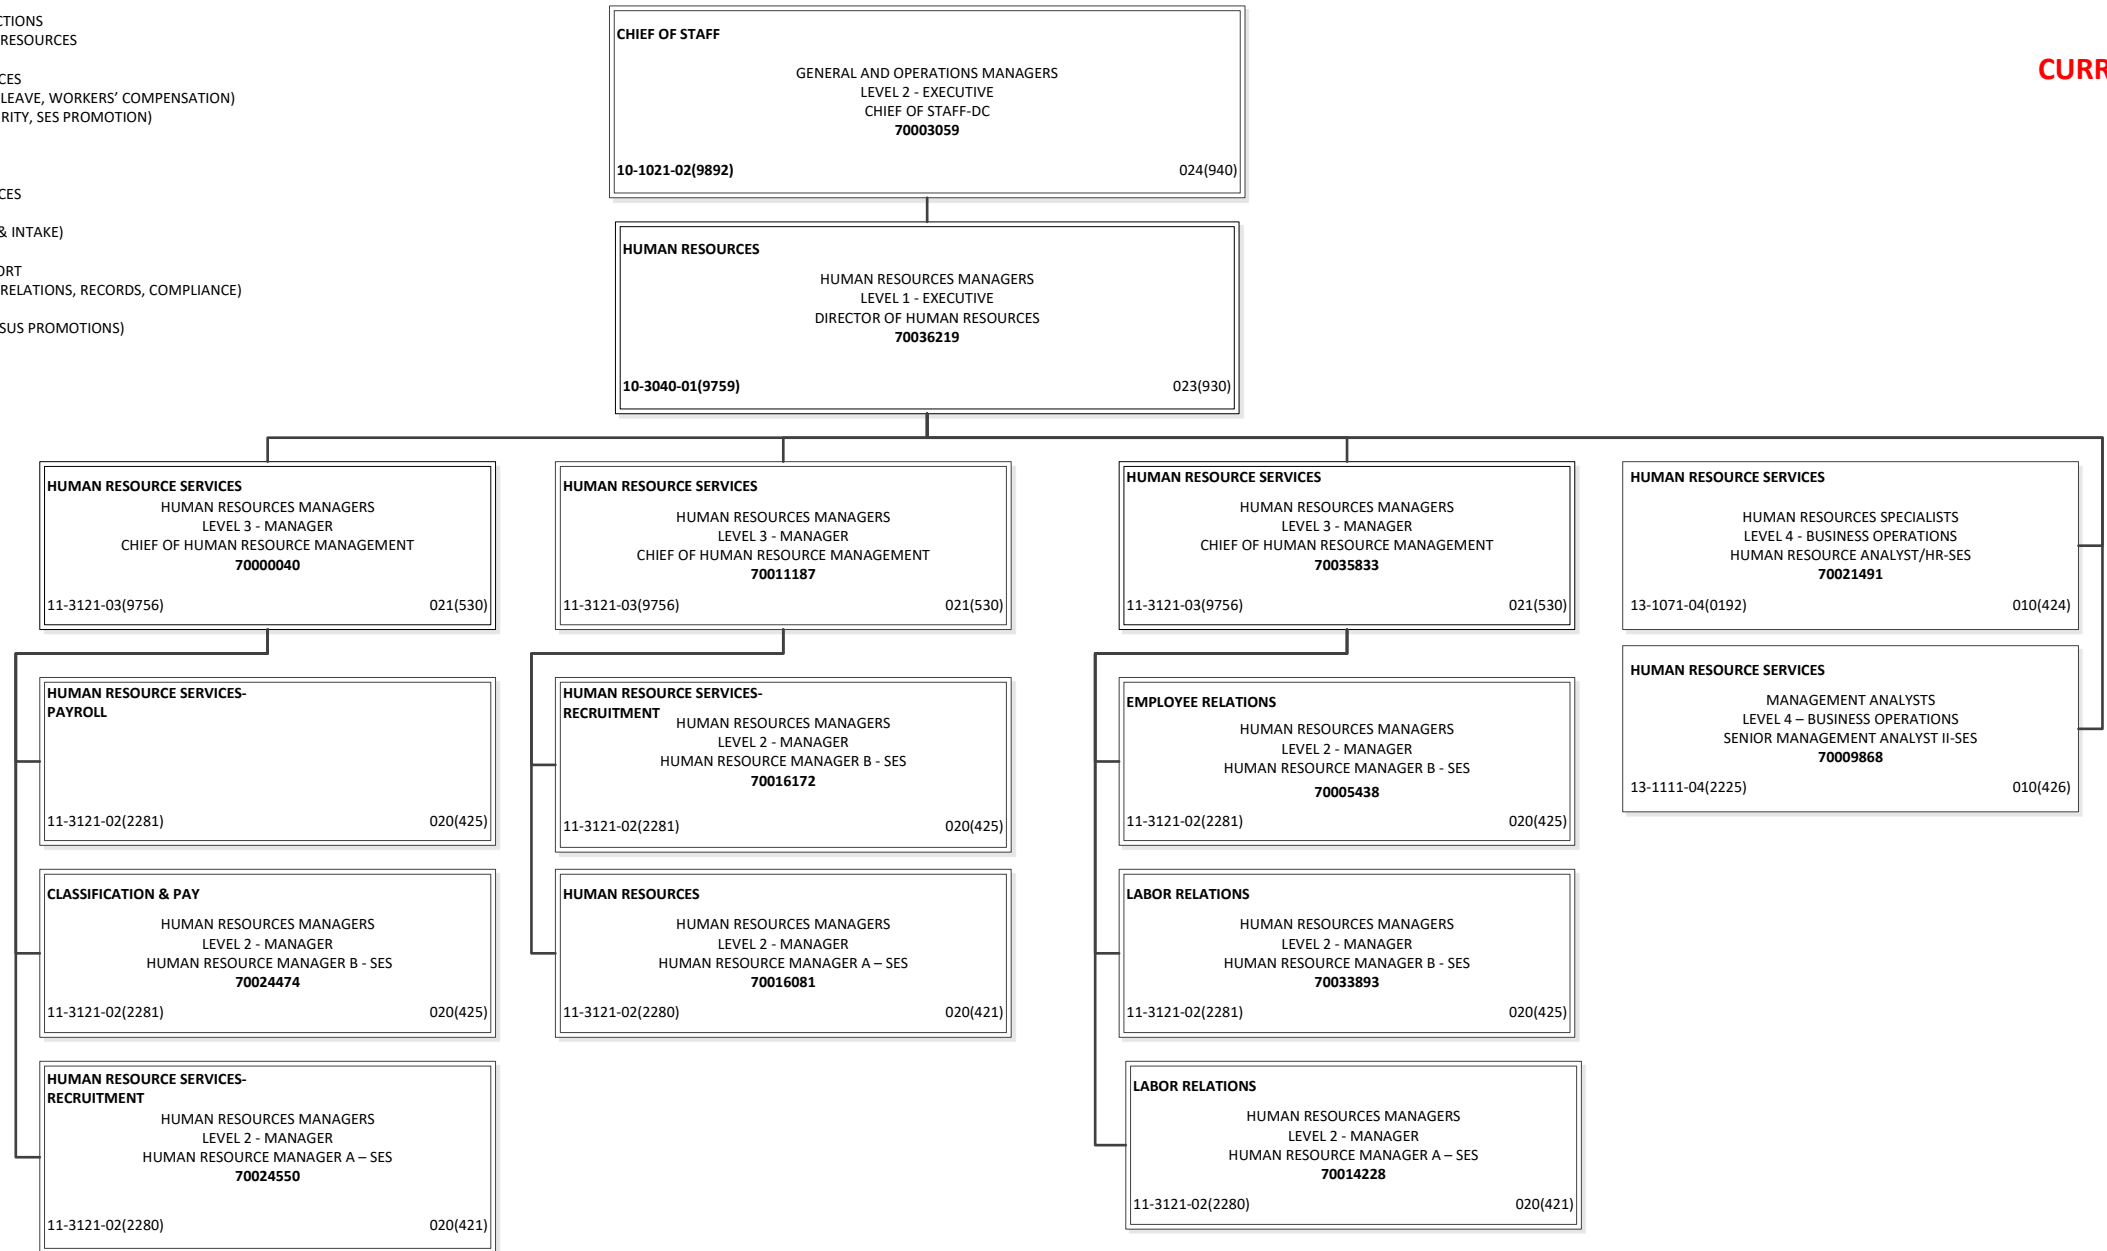 CTIONS
RESOURCES
CES
LEAVE, WORKERS' COMPENSATION)
RITY, SES PROMOTION)
CES
& INTAKE)
ORT
RELATIONS, RECORDS, COMPLIANCE)
SUS PROMOTIONS)
CURR
CHIEF OF STAFF
GENERAL AND OPERATIONS MANAGERS
LEVEL 2 - EXECUTIVE
CHIEF OF STAFF-DC
70003059
10-1021-02(9892) 024(940)
HUMAN RESOURCES
HUMAN RESOURCES MANAGERS
LEVEL 1 - EXECUTIVE
DIRECTOR OF HUMAN RESOURCES
70036219
10-3040-01(9759) 023(930)
HUMAN RESOURCE SERVICES
HUMAN RESOURCES MANAGERS
LEVEL 3 - MANAGER
CHIEF OF HUMAN RESOURCE MANAGEMENT
70000040
11-3121-03(9756) 021(530)
HUMAN RESOURCE SERVICES
HUMAN RESOURCES MANAGERS
LEVEL 3 - MANAGER
CHIEF OF HUMAN RESOURCE MANAGEMENT
70011187
11-3121-03(9756) 021(530)
HUMAN RESOURCE SERVICES
HUMAN RESOURCES MANAGERS
LEVEL 3 - MANAGER
CHIEF OF HUMAN RESOURCE MANAGEMENT
70035833
11-3121-03(9756) 021(530)
HUMAN RESOURCE SERVICES
HUMAN RESOURCES SPECIALISTS
LEVEL 4 - BUSINESS OPERATIONS
HUMAN RESOURCE ANALYST/HR-SES
70021491
13-1071-04(0192) 010(424)
HUMAN RESOURCE SERVICES-
PAYROLL
11-3121-02(2281) 020(425)
HUMAN RESOURCE SERVICES-
RECRUITMENT
HUMAN RESOURCES MANAGERS
LEVEL 2 - MANAGER
HUMAN RESOURCE MANAGER B - SES
70016172
11-3121-02(2281) 020(425)
EMPLOYEE RELATIONS
HUMAN RESOURCES MANAGERS
LEVEL 2 - MANAGER
HUMAN RESOURCE MANAGER B - SES
70005438
11-3121-02(2281) 020(425)
HUMAN RESOURCE SERVICES
MANAGEMENT ANALYSTS
LEVEL 4 – BUSINESS OPERATIONS
SENIOR MANAGEMENT ANALYST II-SES
70009868
13-1111-04(2225) 010(426)
CLASSIFICATION & PAY
HUMAN RESOURCES MANAGERS
LEVEL 2 - MANAGER
HUMAN RESOURCE MANAGER B - SES
70024474
11-3121-02(2281) 020(425)
HUMAN RESOURCES
HUMAN RESOURCES MANAGERS
LEVEL 2 - MANAGER
HUMAN RESOURCE MANAGER A – SES
70016081
11-3121-02(2280) 020(421)
LABOR RELATIONS
HUMAN RESOURCES MANAGERS
LEVEL 2 - MANAGER
HUMAN RESOURCE MANAGER B - SES
70033893
11-3121-02(2281) 020(425)
HUMAN RESOURCE SERVICES-
RECRUITMENT
HUMAN RESOURCES MANAGERS
LEVEL 2 - MANAGER
HUMAN RESOURCE MANAGER A – SES
70024550
11-3121-02(2280) 020(421)
LABOR RELATIONS
HUMAN RESOURCES MANAGERS
LEVEL 2 - MANAGER
HUMAN RESOURCE MANAGER A – SES
70014228
11-3121-02(2280) 020(421)